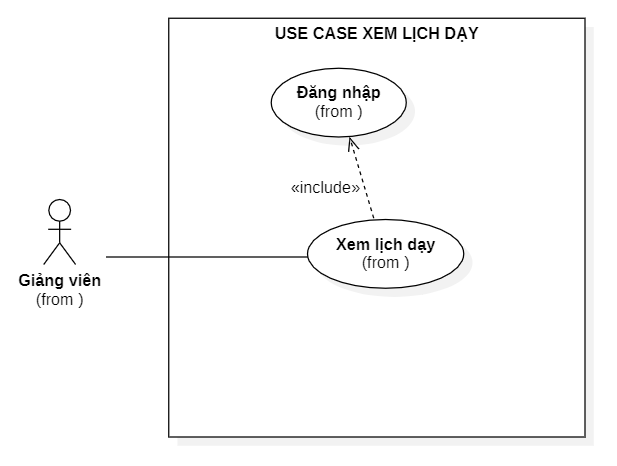 USE CASE XEM LỊCH DẠY
Đăng nhập
(from )
«include»
Xem lịch dạy
(from )
Giảng viên
(from )